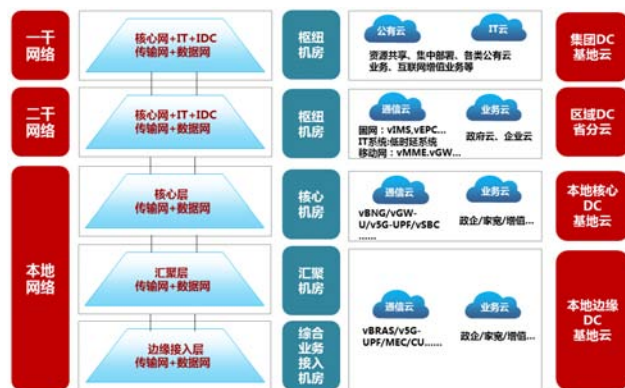 一干
网络
核心网+IT+IDC
传输网+数据网
枢纽
机房
公有云
IT云
资源共享、集中部署、各类公有云
业务、互联网增值业务等
集团DC
基地云
二干
网络
核心网+IT+IDC
传输网+数据网
枢纽
机房
通信云
业务云
固网：vIMS,vEPC...
IT系统:低时延系统
移动网：vMME.vGW...
政府云、企业云
区域DC
省分云
本地
网络
核心层
传输网+数据网
核心
机房
通信云
业务云
vBNG/vGW-
U/v5G-UPF/vSBC
......
政企/家宽/增值...
本地核心
DC
基地云
汇聚层
传输网+数据网
汇聚
机房
通信云
业务云
vBRAS/v5G-
UPF/MEC/CU......
政企/家宽/增值...
本地边缘
DC
基地云
边缘接入层
传输网+数据网
综合
业务
接入
机房